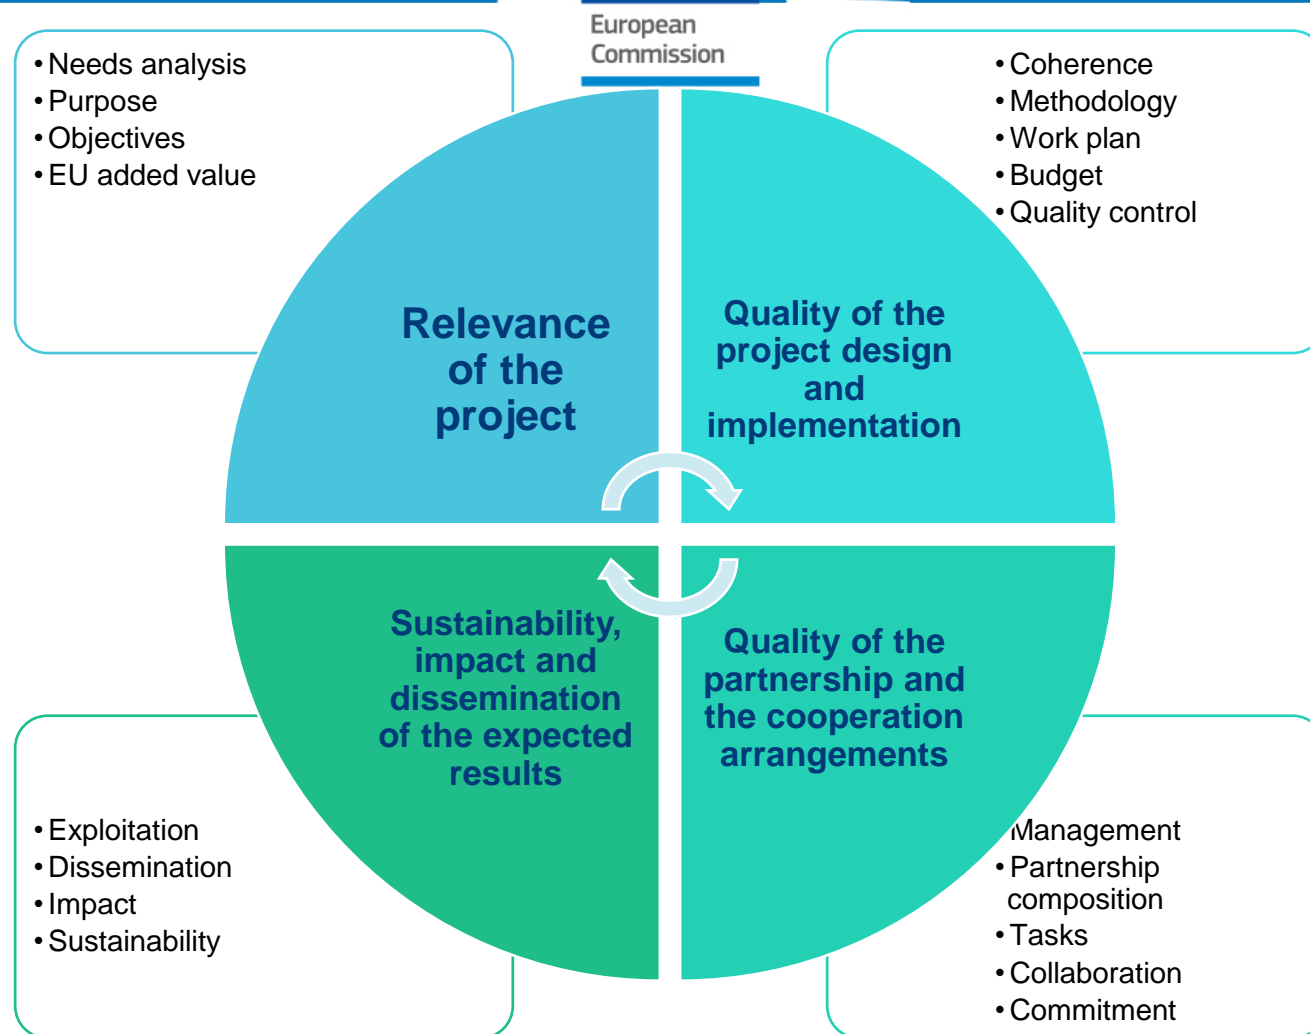 European
Commission
• Needs analysis
• Purpose
• Objectives
• EU added value
• Coherence
• Methodology
• Work plan
• Budget
• Quality control
Relevance
of the
project
Quality of the
project design
and
implementation
Sustainability,
impact and
dissemination
of the expected
results
Quality of the
partnership and
the cooperation
arrangements
• Exploitation
• Dissemination
• Impact
• Sustainability
Management
• Partnership
composition
• Tasks
• Collaboration
• Commitment